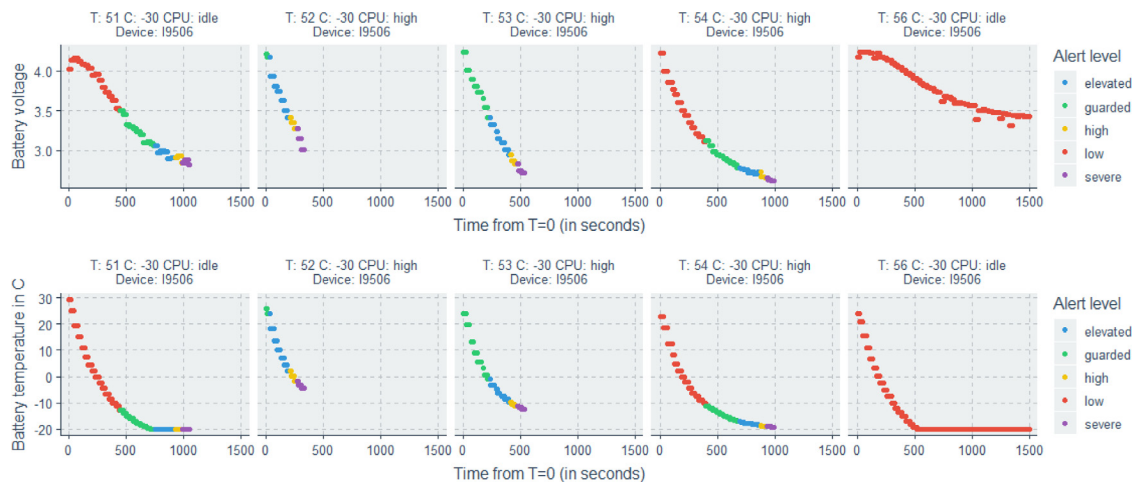 T: 51 C: -30 CPU: idle T: 52 C: -30 CPU: high T: 53 C: -30 CPU: high T: 54 C: -30 CPU: high T: 56 C: -30 CPU: idle
Device: I9506 Device: I9506 Device: I9506 Device: I9506 Device: I9506
Battery voltage
4.0
3.5
3.0
0 500 1000 1500 0 500 1000 1500 0 500 1000 1500 0 500 1000 1500 0 500 1000 1500
Time from T=0 (in seconds)
Alert level
elevated
guarded
high
low
severe
T: 51 C: -30 CPU: idle T: 52 C: -30 CPU: high T: 53 C: -30 CPU: high T: 54 C: -30 CPU: high T: 56 C: -30 CPU: idle
Device: I9506 Device: I9506 Device: I9506 Device: I9506 Device: I9506
Battery temperature in C
30
20
10
0
-10
-20
0 500 1000 1500 0 500 1000 1500 0 500 1000 1500 0 500 1000 1500 0 500 1000 1500
Time from T=0 (in seconds)
Alert level
elevated
guarded
high
low
severe